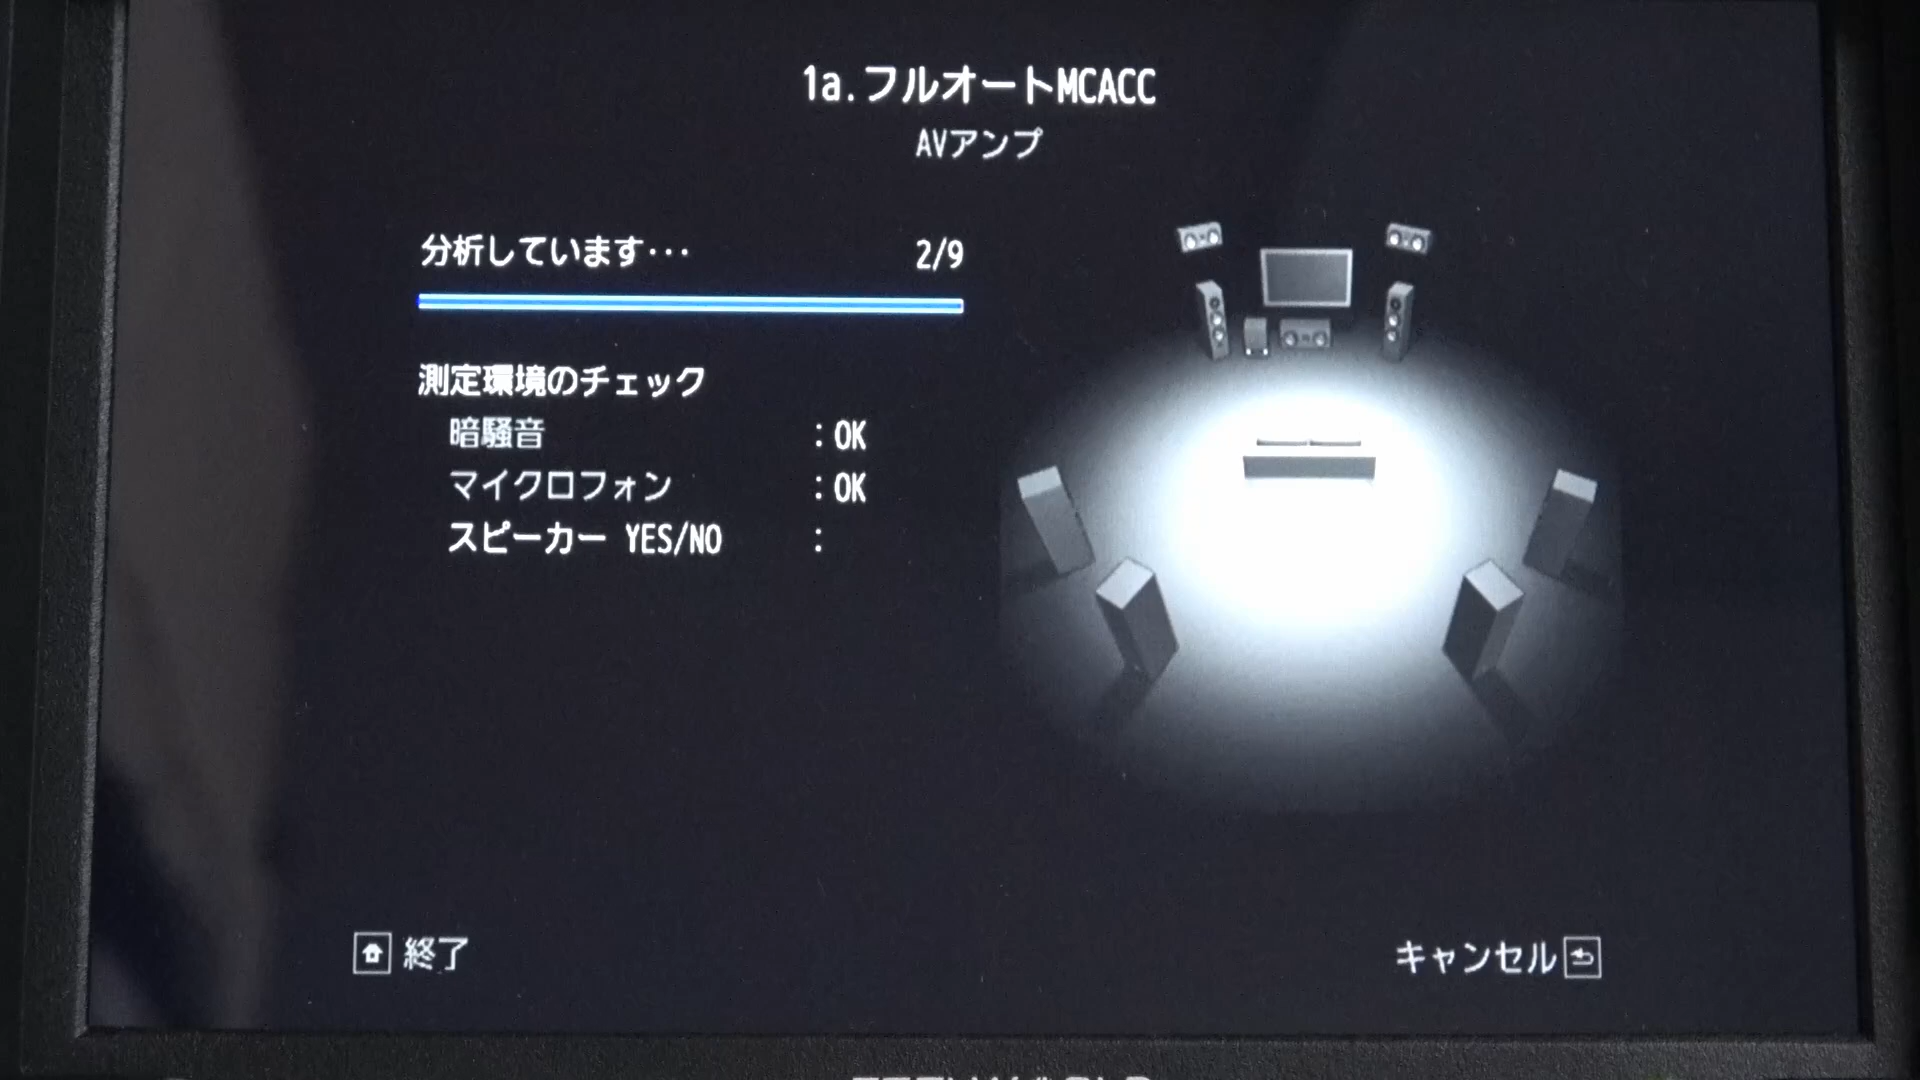 1a.フルオートMCACC
AVアンプ
分析しています･･･ 2/9
測定環境のチェック
暗騒音 : OK
マイクロフォン : OK
スピーカー YES/NO :
終了
キャンセル